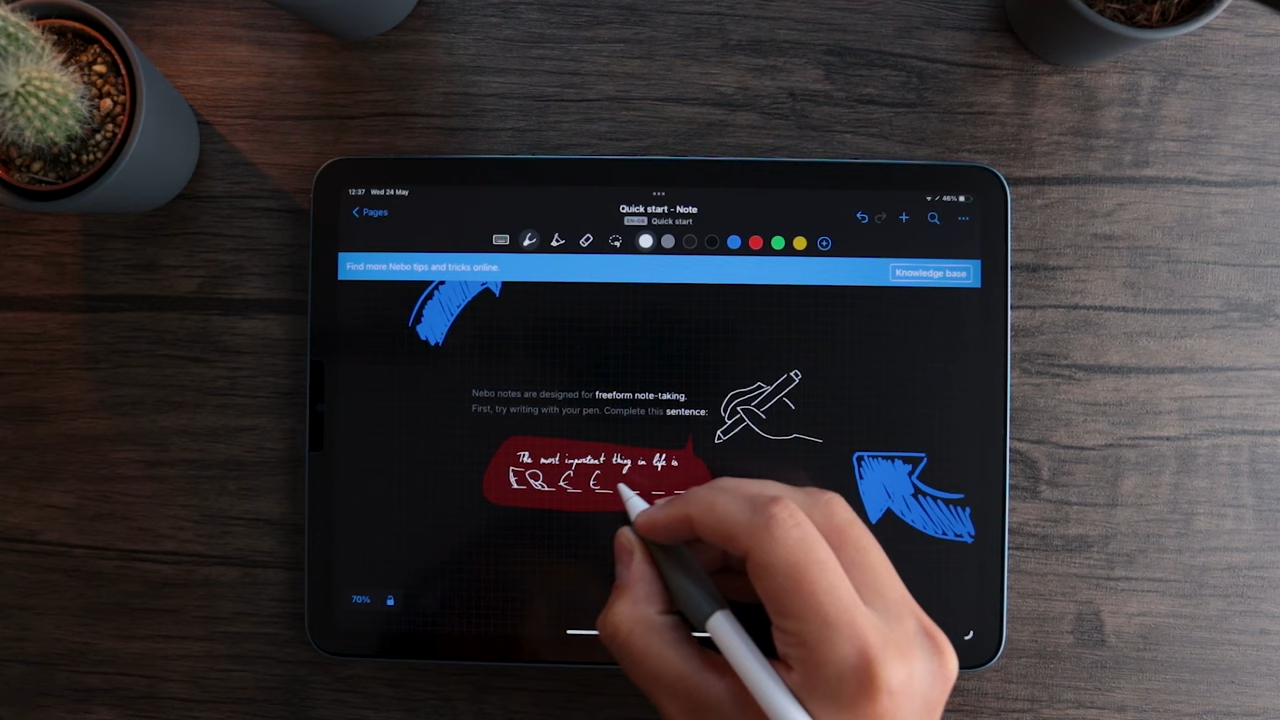 12:37 Wed 24 May
46%
Pages
Quick start - Note
EN-GB Quick start
Find more Nebo tips and tricks online.
Knowledge base
Nebo notes are designed for freeform note-taking.
First, try writing with your pen. Complete this sentence:
The most important thing in life is
70%